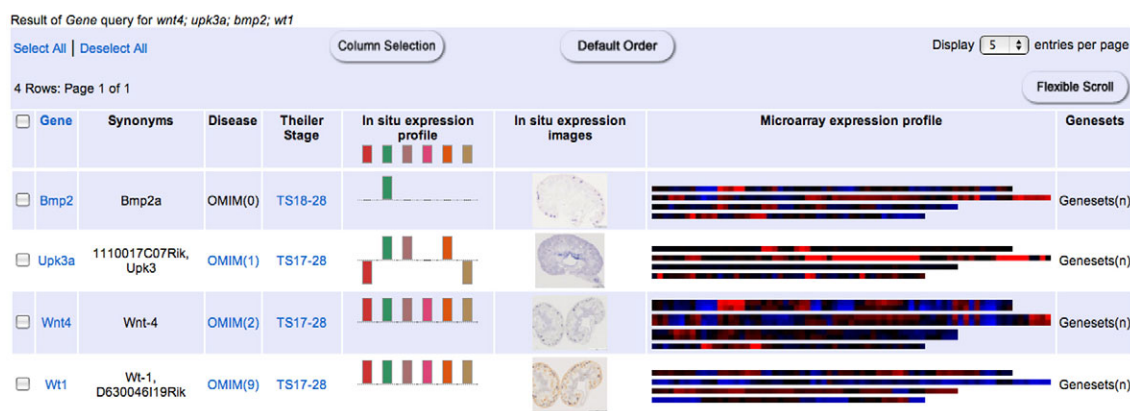 Result of Gene query for wnt4; upk3a; bmp2; wt1
Select All | Deselect All
Column Selection
Default Order
Display 5 entries per page
4 Rows: Page 1 of 1
Flexible Scroll
Gene Synonyms Disease Theiler Stage In situ expression profile In situ expression images Microarray expression profile Genesets
Bmp2 Bmp2a OMIM(0) TS18-28 Genesets(n)
Upk3a 1110017C07Rik, Upk3 OMIM(1) TS17-28 Genesets(n)
Wnt4 Wnt-4 OMIM(2) TS17-28 Genesets(n)
Wt1 Wt-1, D630046I19Rik OMIM(9) TS17-28 Genesets(n)